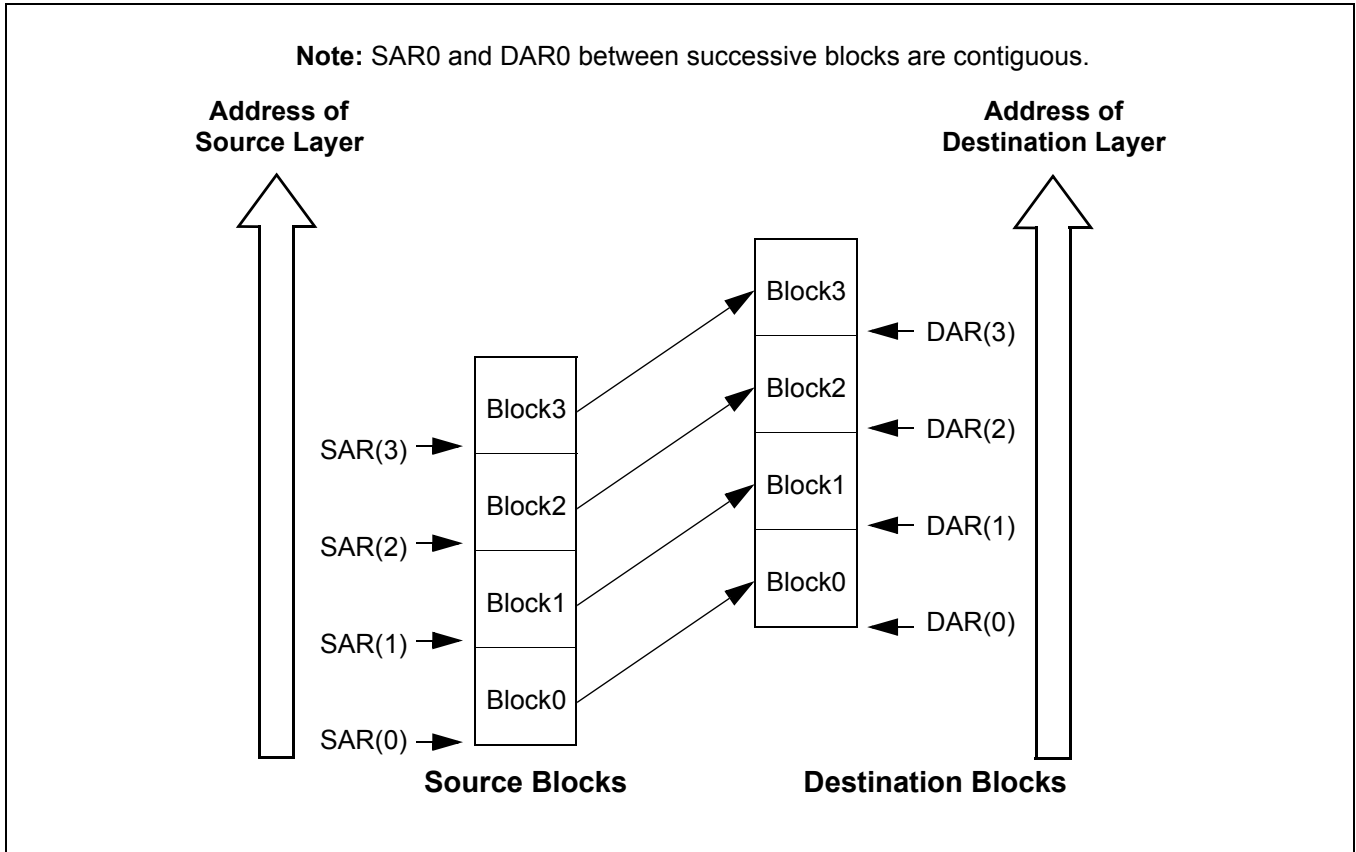 Note: SAR0 and DAR0 between successive blocks are contiguous.
Address of
Source Layer
Address of
Destination Layer
Block3
Block2
Block1
Block0
SAR(3)
SAR(2)
SAR(1)
SAR(0)
Block3
Block2
Block1
Block0
DAR(3)
DAR(2)
DAR(1)
DAR(0)
Source Blocks
Destination Blocks